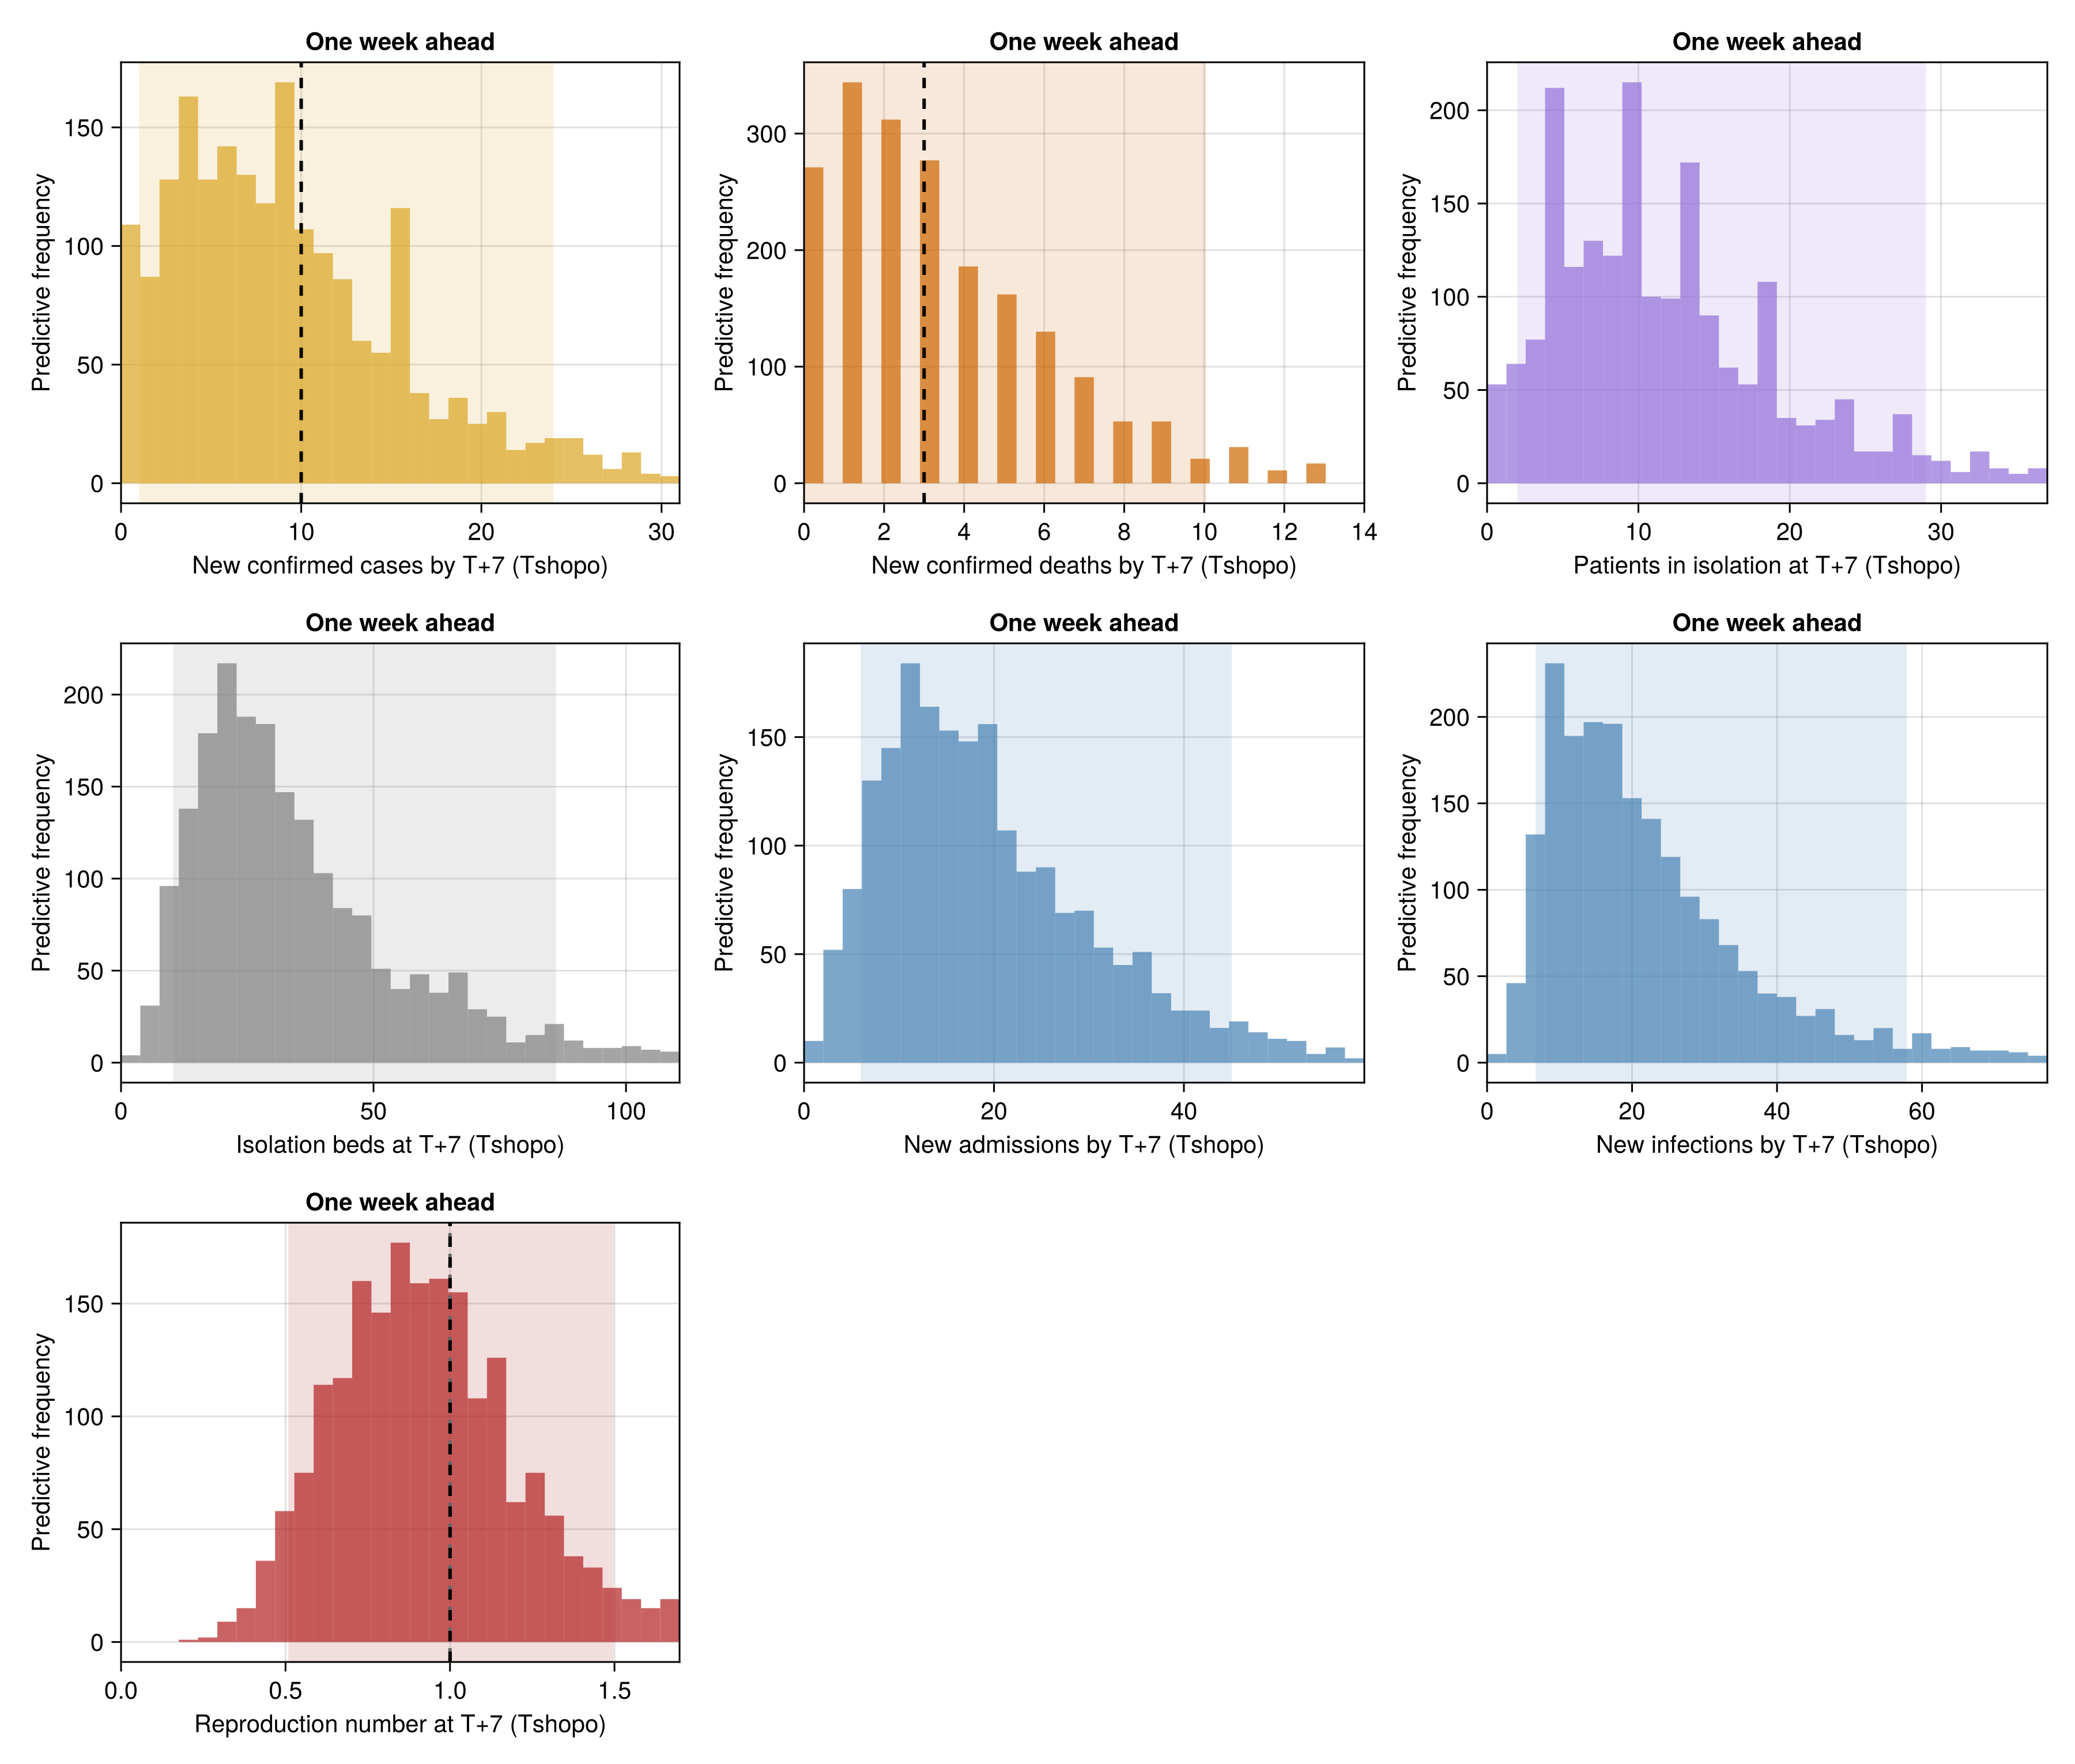 One week ahead
One week ahead
One week ahead
Predictive frequency
150
100
50
0
0
10
20
30
New confirmed cases by T+7 (Tshopo)
Predictive frequency
300
200
100
0
0
2
4
6
8
10
12
14
New confirmed deaths by T+7 (Tshopo)
Predictive frequency
200
150
100
50
0
0
10
20
30
Patients in isolation at T+7 (Tshopo)
One week ahead
One week ahead
One week ahead
Predictive frequency
200
150
100
50
0
0
50
100
Isolation beds at T+7 (Tshopo)
Predictive frequency
150
100
50
0
0
20
40
New admissions by T+7 (Tshopo)
Predictive frequency
200
150
100
50
0
0
20
40
60
New infections by T+7 (Tshopo)
One week ahead
Predictive frequency
150
100
50
0
0.0
0.5
1.0
1.5
Reproduction number at T+7 (Tshopo)